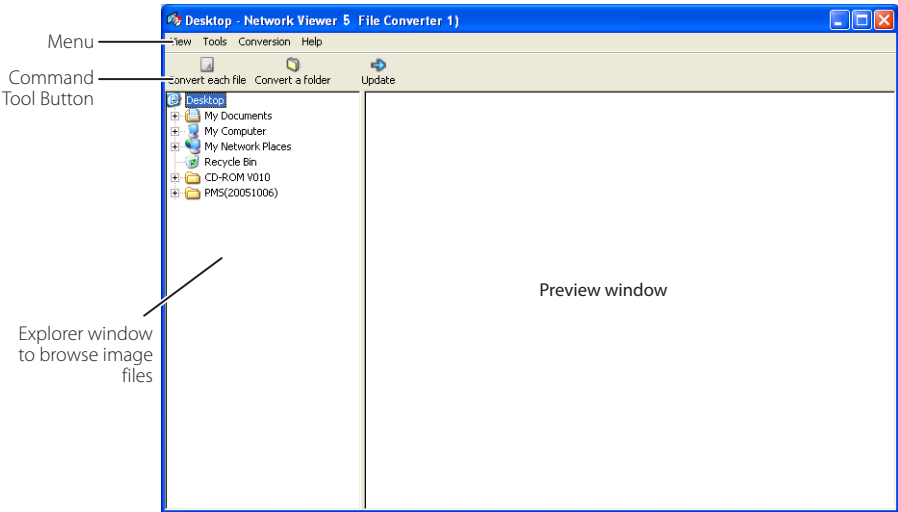 Desktop - Network Viewer 5 File Converter 1)
Menu
View Tools Conversion Help
Command
Tool Button
Convert each file Convert a folder Update
Desktop
My Documents
My Computer
My Network Places
Recycle Bin
CD-ROM V010
PMS(20051006)
Preview window
Explorer window
to browse image
files